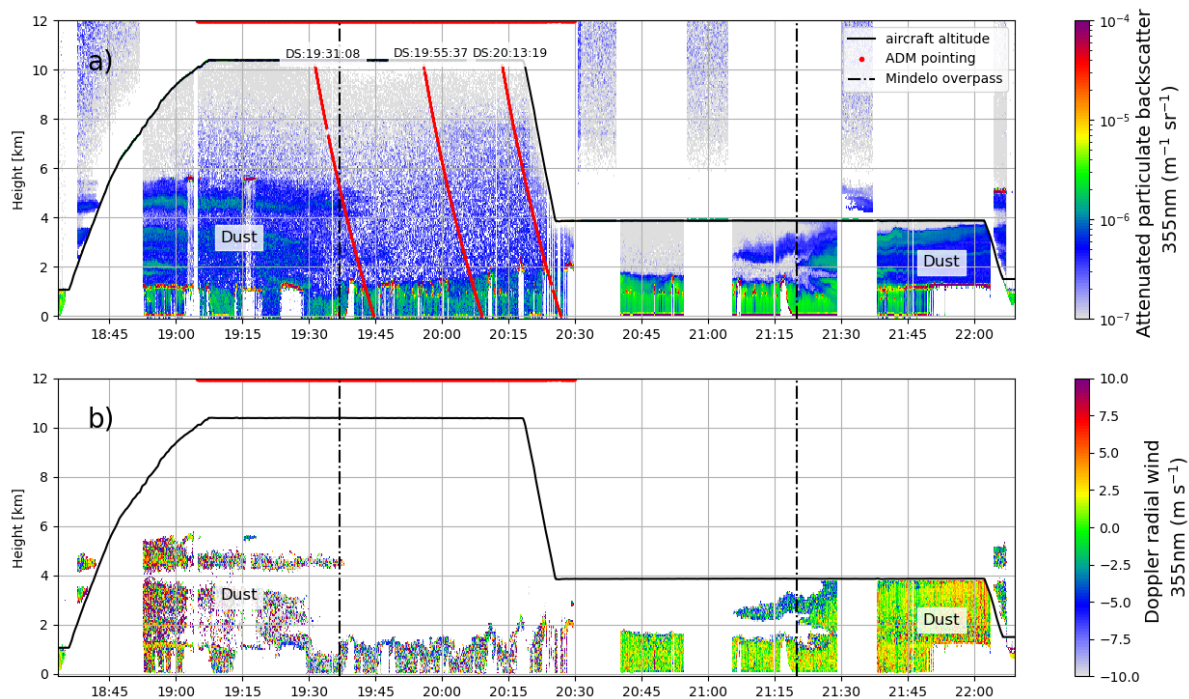 a)
DS:19:31:08 DS:19:55:37 DS:20:13:19
aircraft altitude
ADM pointing
Mindelo overpass
Dust
Dust
Height [km]
12
10
8
6
4
2
0
18:45 19:00 19:15 19:30 19:45 20:00 20:15 20:30 20:45 21:00 21:15 21:30 21:45 22:00
10⁻⁴
10⁻⁵
10⁻⁶
10⁻⁷
Attenuated particulate backscatter
355nm (m⁻¹ sr⁻¹)
b)
Dust
Dust
Height [km]
12
10
8
6
4
2
0
18:45 19:00 19:15 19:30 19:45 20:00 20:15 20:30 20:45 21:00 21:15 21:30 21:45 22:00
10.0
7.5
5.0
2.5
0.0
−2.5
−5.0
−7.5
−10.0
Doppler radial wind
355nm (m s⁻¹)